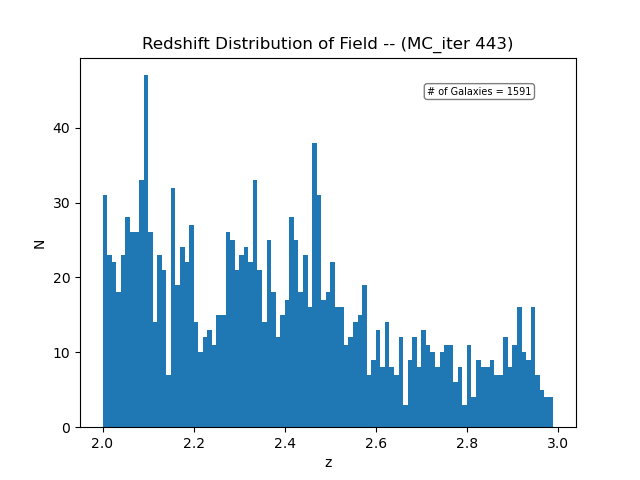 Redshift Distribution of Field -- (MC_iter 443)
# of Galaxies = 1591
40
30
20
10
0
N
2.0 2.2 2.4 2.6 2.8 3.0
z